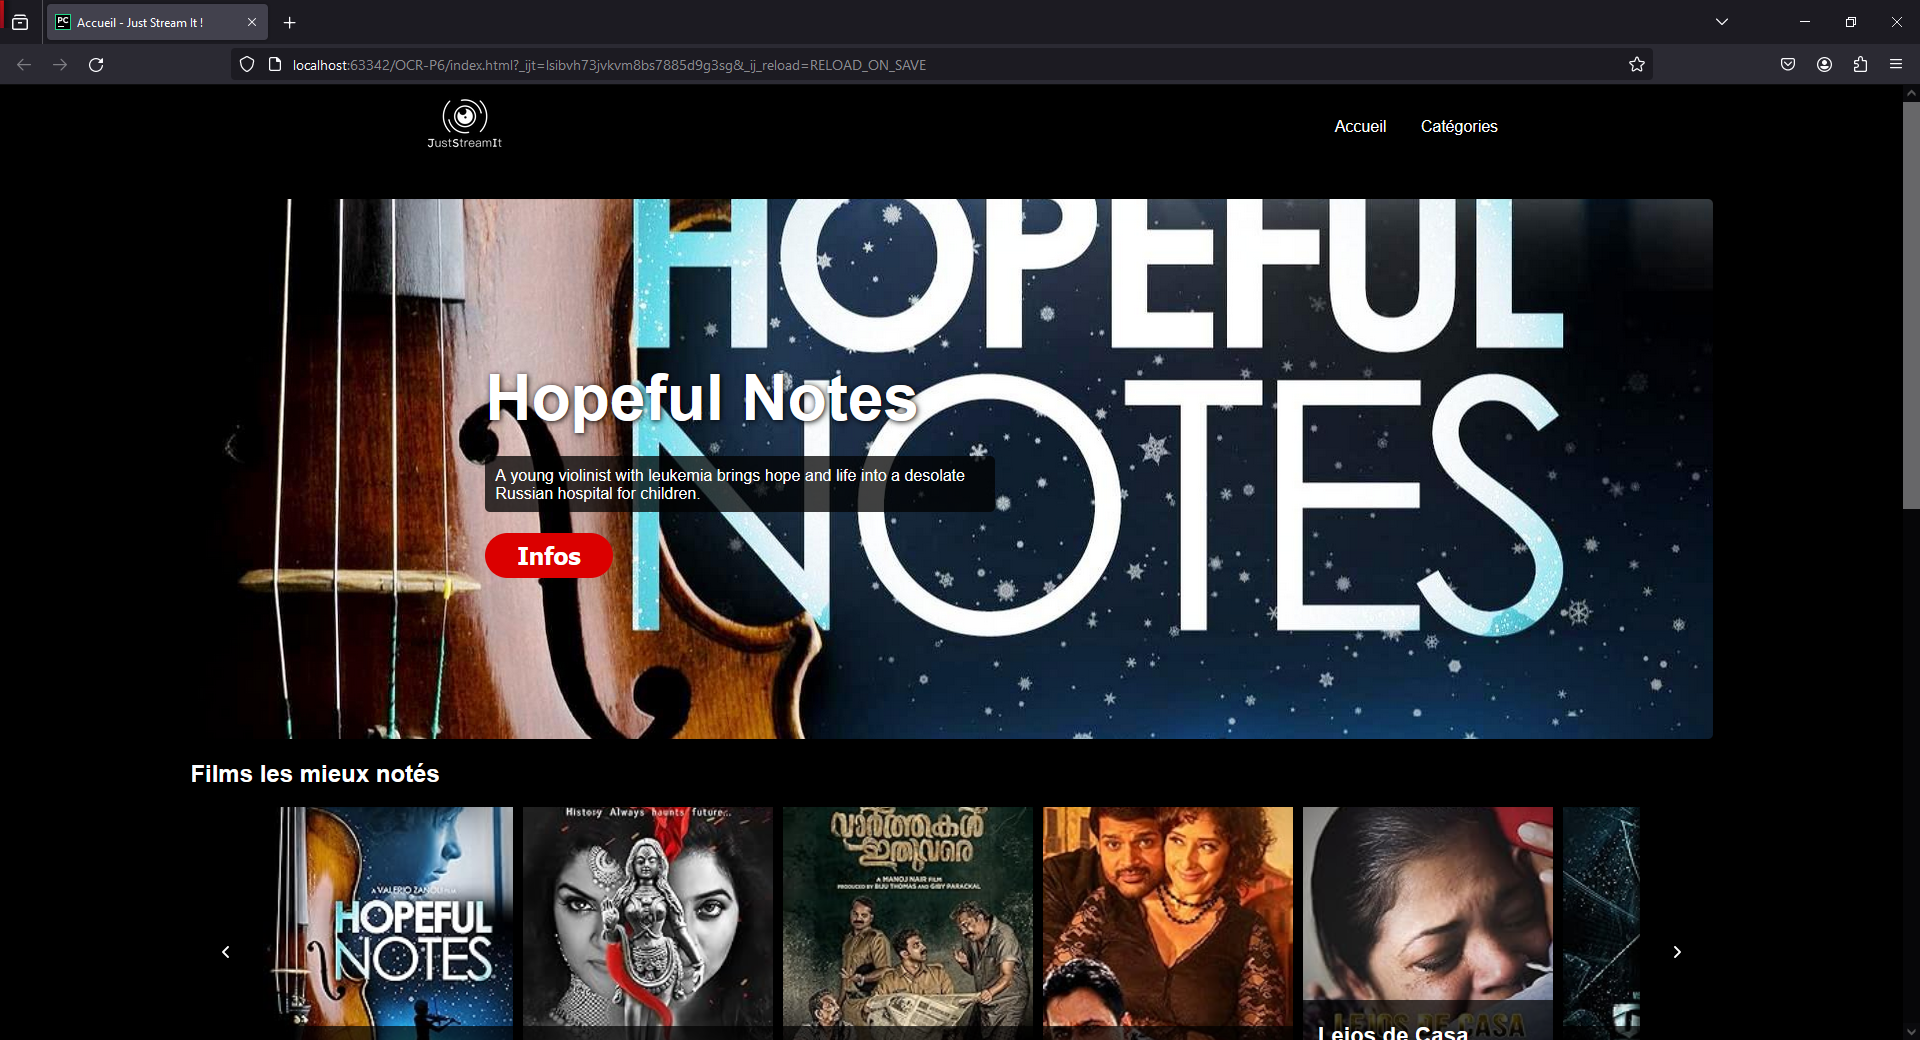 Accueil - Just Stream It !
localhost:63342/OCR-P6/index.html?_ijt=lsibvh73jvkvm8bs7885d9g3sg&_ij_reload=RELOAD_ON_SAVE
JustStreamIt
Accueil
Catégories
HOPEFUL
NOTES
Hopeful Notes
A young violinist with leukemia brings hope and life into a desolate
Russian hospital for children.
Infos
Films les mieux notés
A VALERIO ZANOLI FILM
HOPEFUL
NOTES
History Always haunts future...
വാർത്തകൾ
ഇതുവരെ
A MANOJ NAIR FILM
PRODUCED BY BIJU THOMAS AND GIBY PARACKAL
LEJOS DE CASA
Lejos de Casa